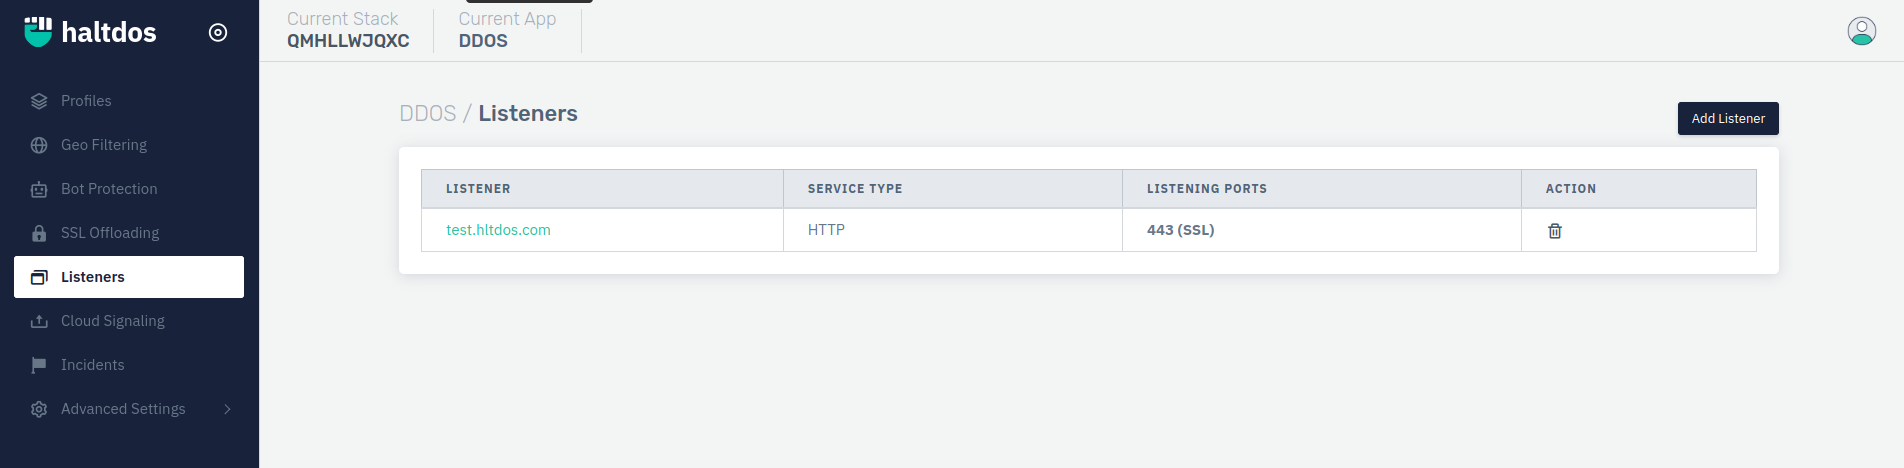 haltdos
Current Stack
QMHLLWJQXC
Current App
DDOS
Profiles
Geo Filtering
Bot Protection
SSL Offloading
Listeners
Cloud Signaling
Incidents
Advanced Settings
DDOS / Listeners
Add Listener
LISTENER SERVICE TYPE LISTENING PORTS ACTION
test.hltdos.com HTTP 443 (SSL)